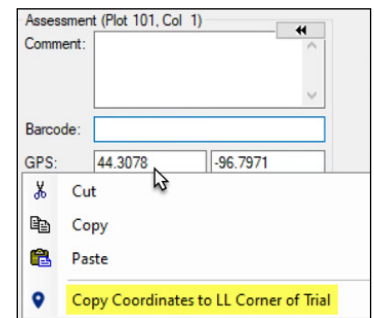 Assessment (Plot 101, Col 1)
Comment:
Barcode:
GPS: 44.3078 -96.7971
Cut
Copy
Paste
Copy Coordinates to LL Corner of Trial